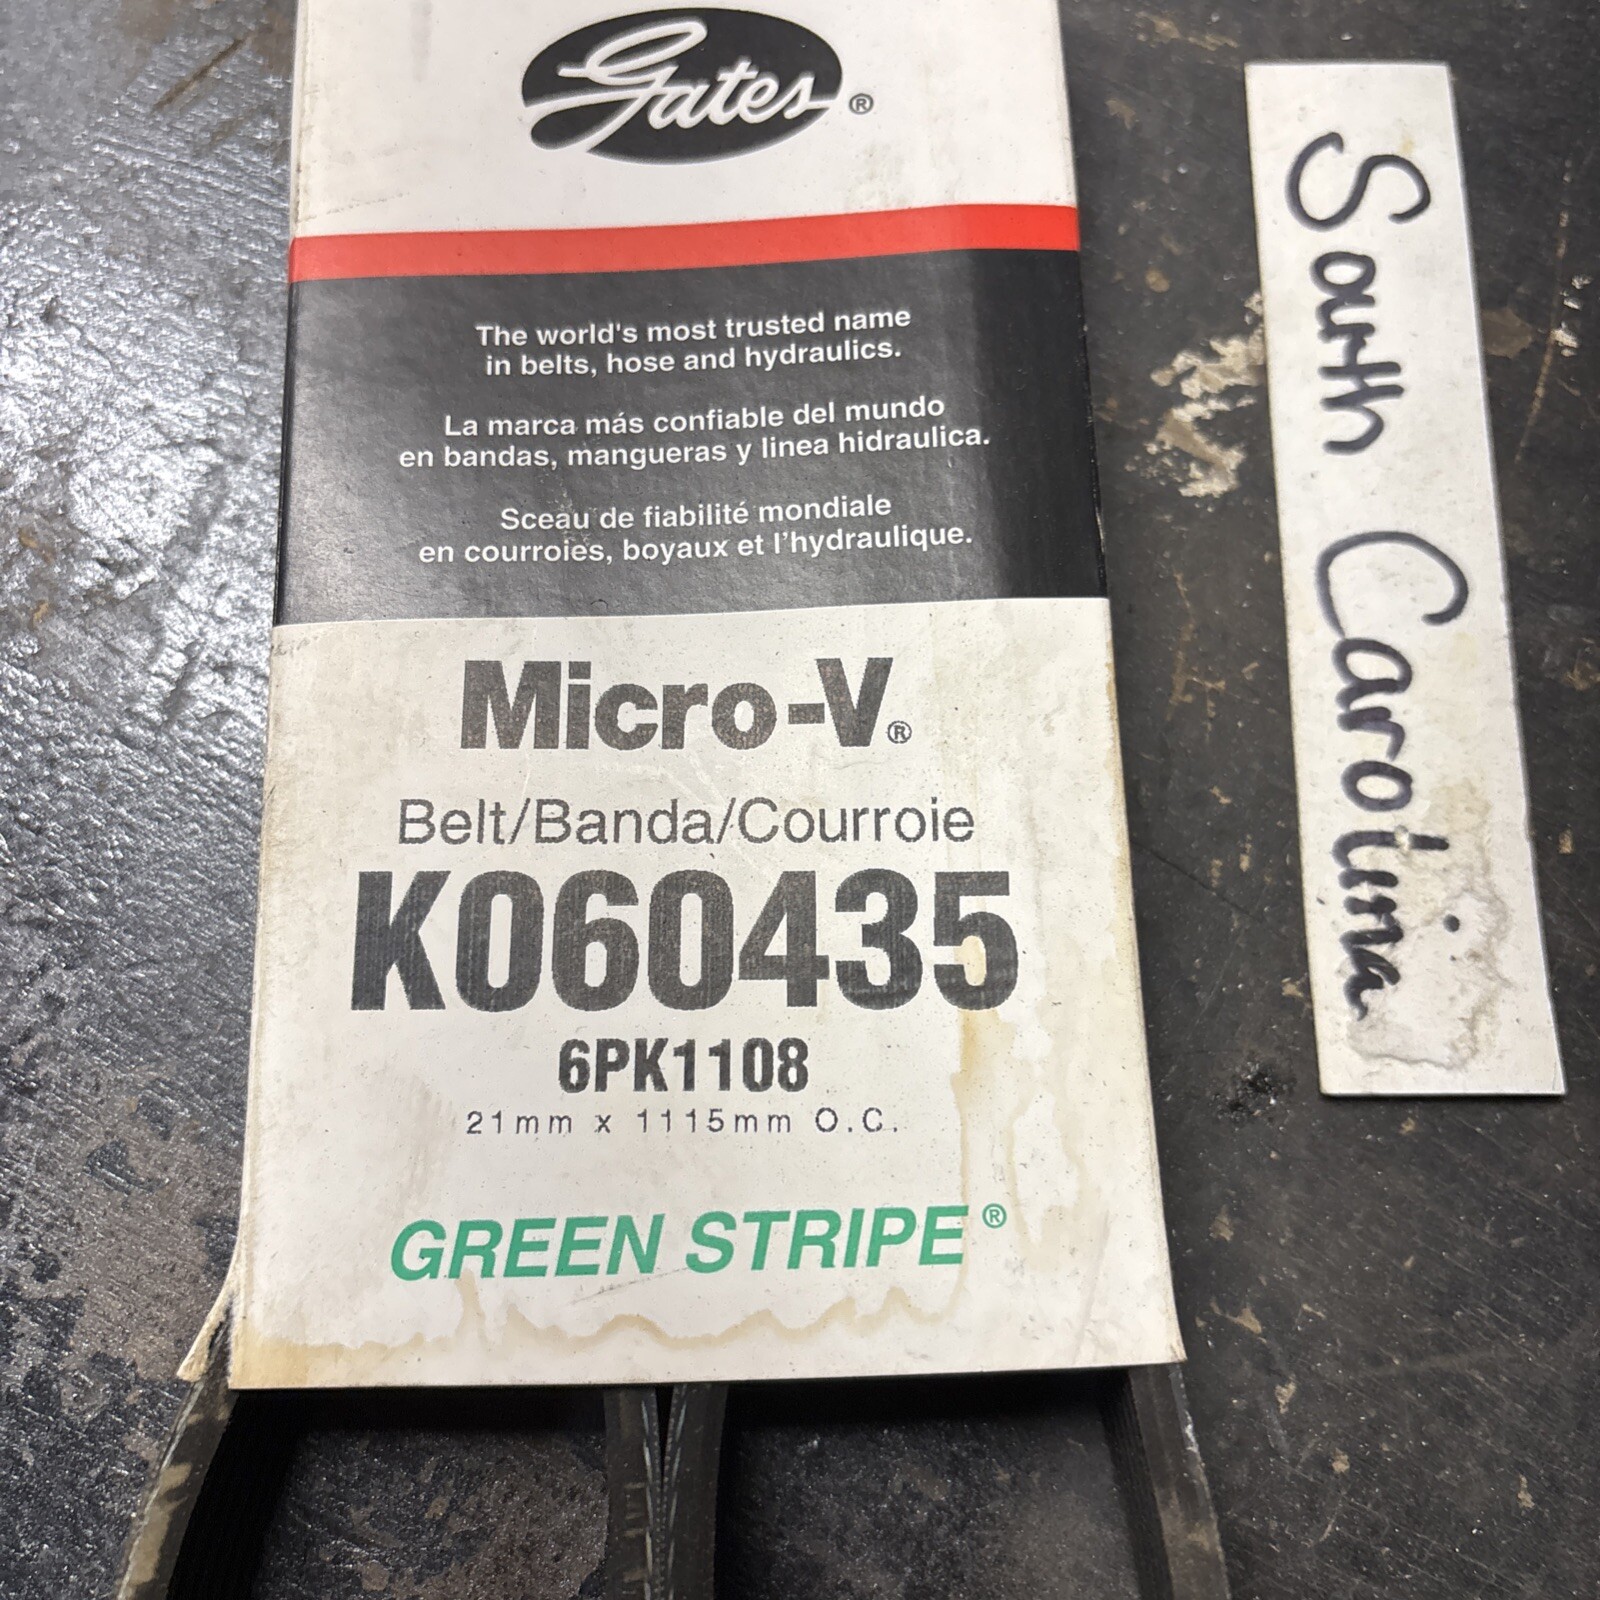 Gates®
The world's most trusted name
in belts, hose and hydraulics.
La marca más confiable del mundo
en bandas, mangueras y linea hidraulica.
Sceau de fiabilité mondiale
en courroies, boyaux et l'hydraulique.
Micro-V®
Belt/Banda/Courroie
K060435
6PK1108
21mm x 1115mm O.C.
GREEN STRIPE®
South Carolina